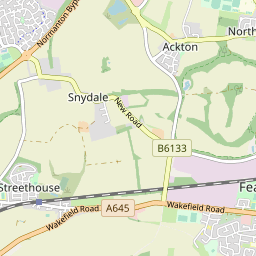 Normanton Byp
Ackton
North
Snydale
New Road
B6133
Streethouse
Fea
Wakefield Road
A645
Wakefield Road